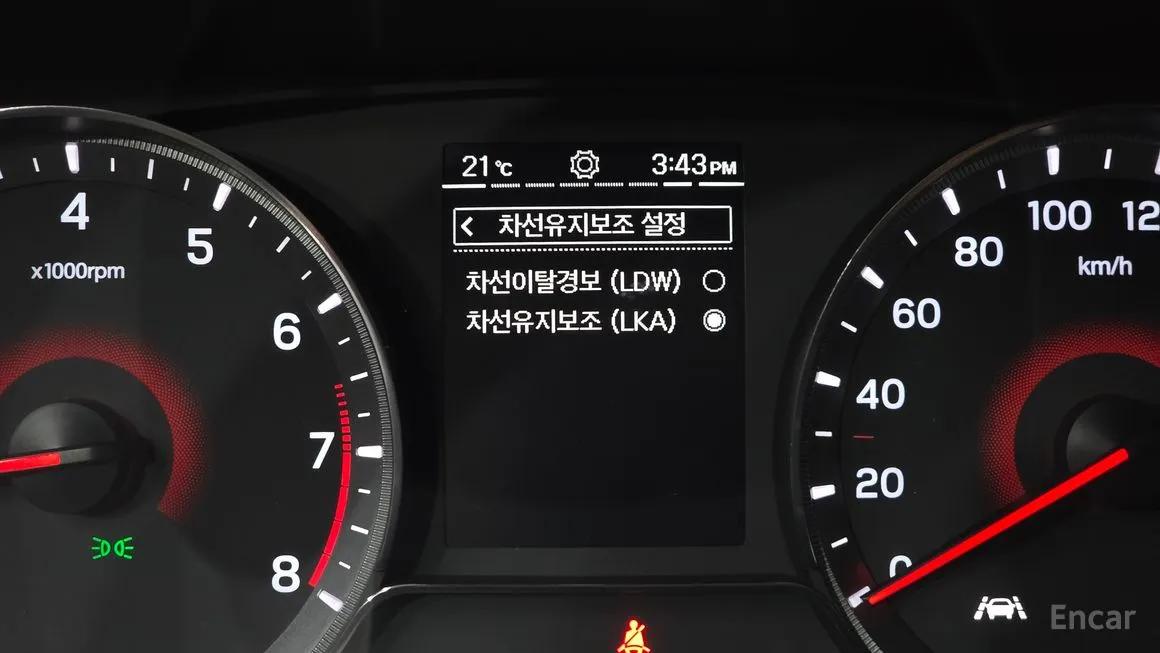 21℃ 3:43PM
차선유지보조 설정
차선이탈경보 (LDW)
차선유지보조 (LKA)
4
5
6
7
8
x1000rpm
0
20
40
60
80
100
12
km/h
Encar